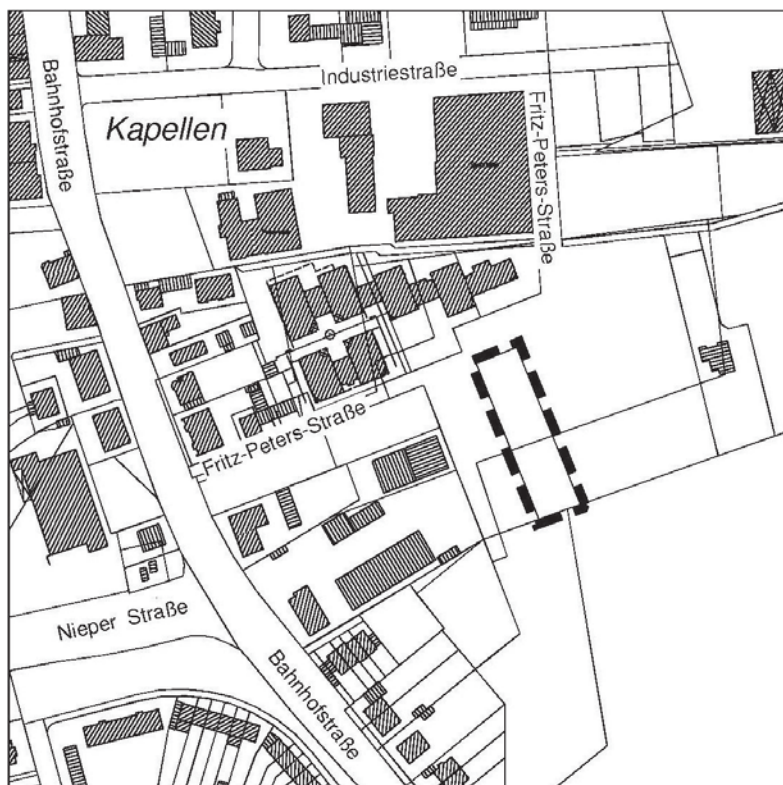 Industriestraße
Bahnhofstraße
Kapellen
Fritz-Peters-Straße
Fritz-Peters-Straße
Nieper Straße
Bahnhofstraße